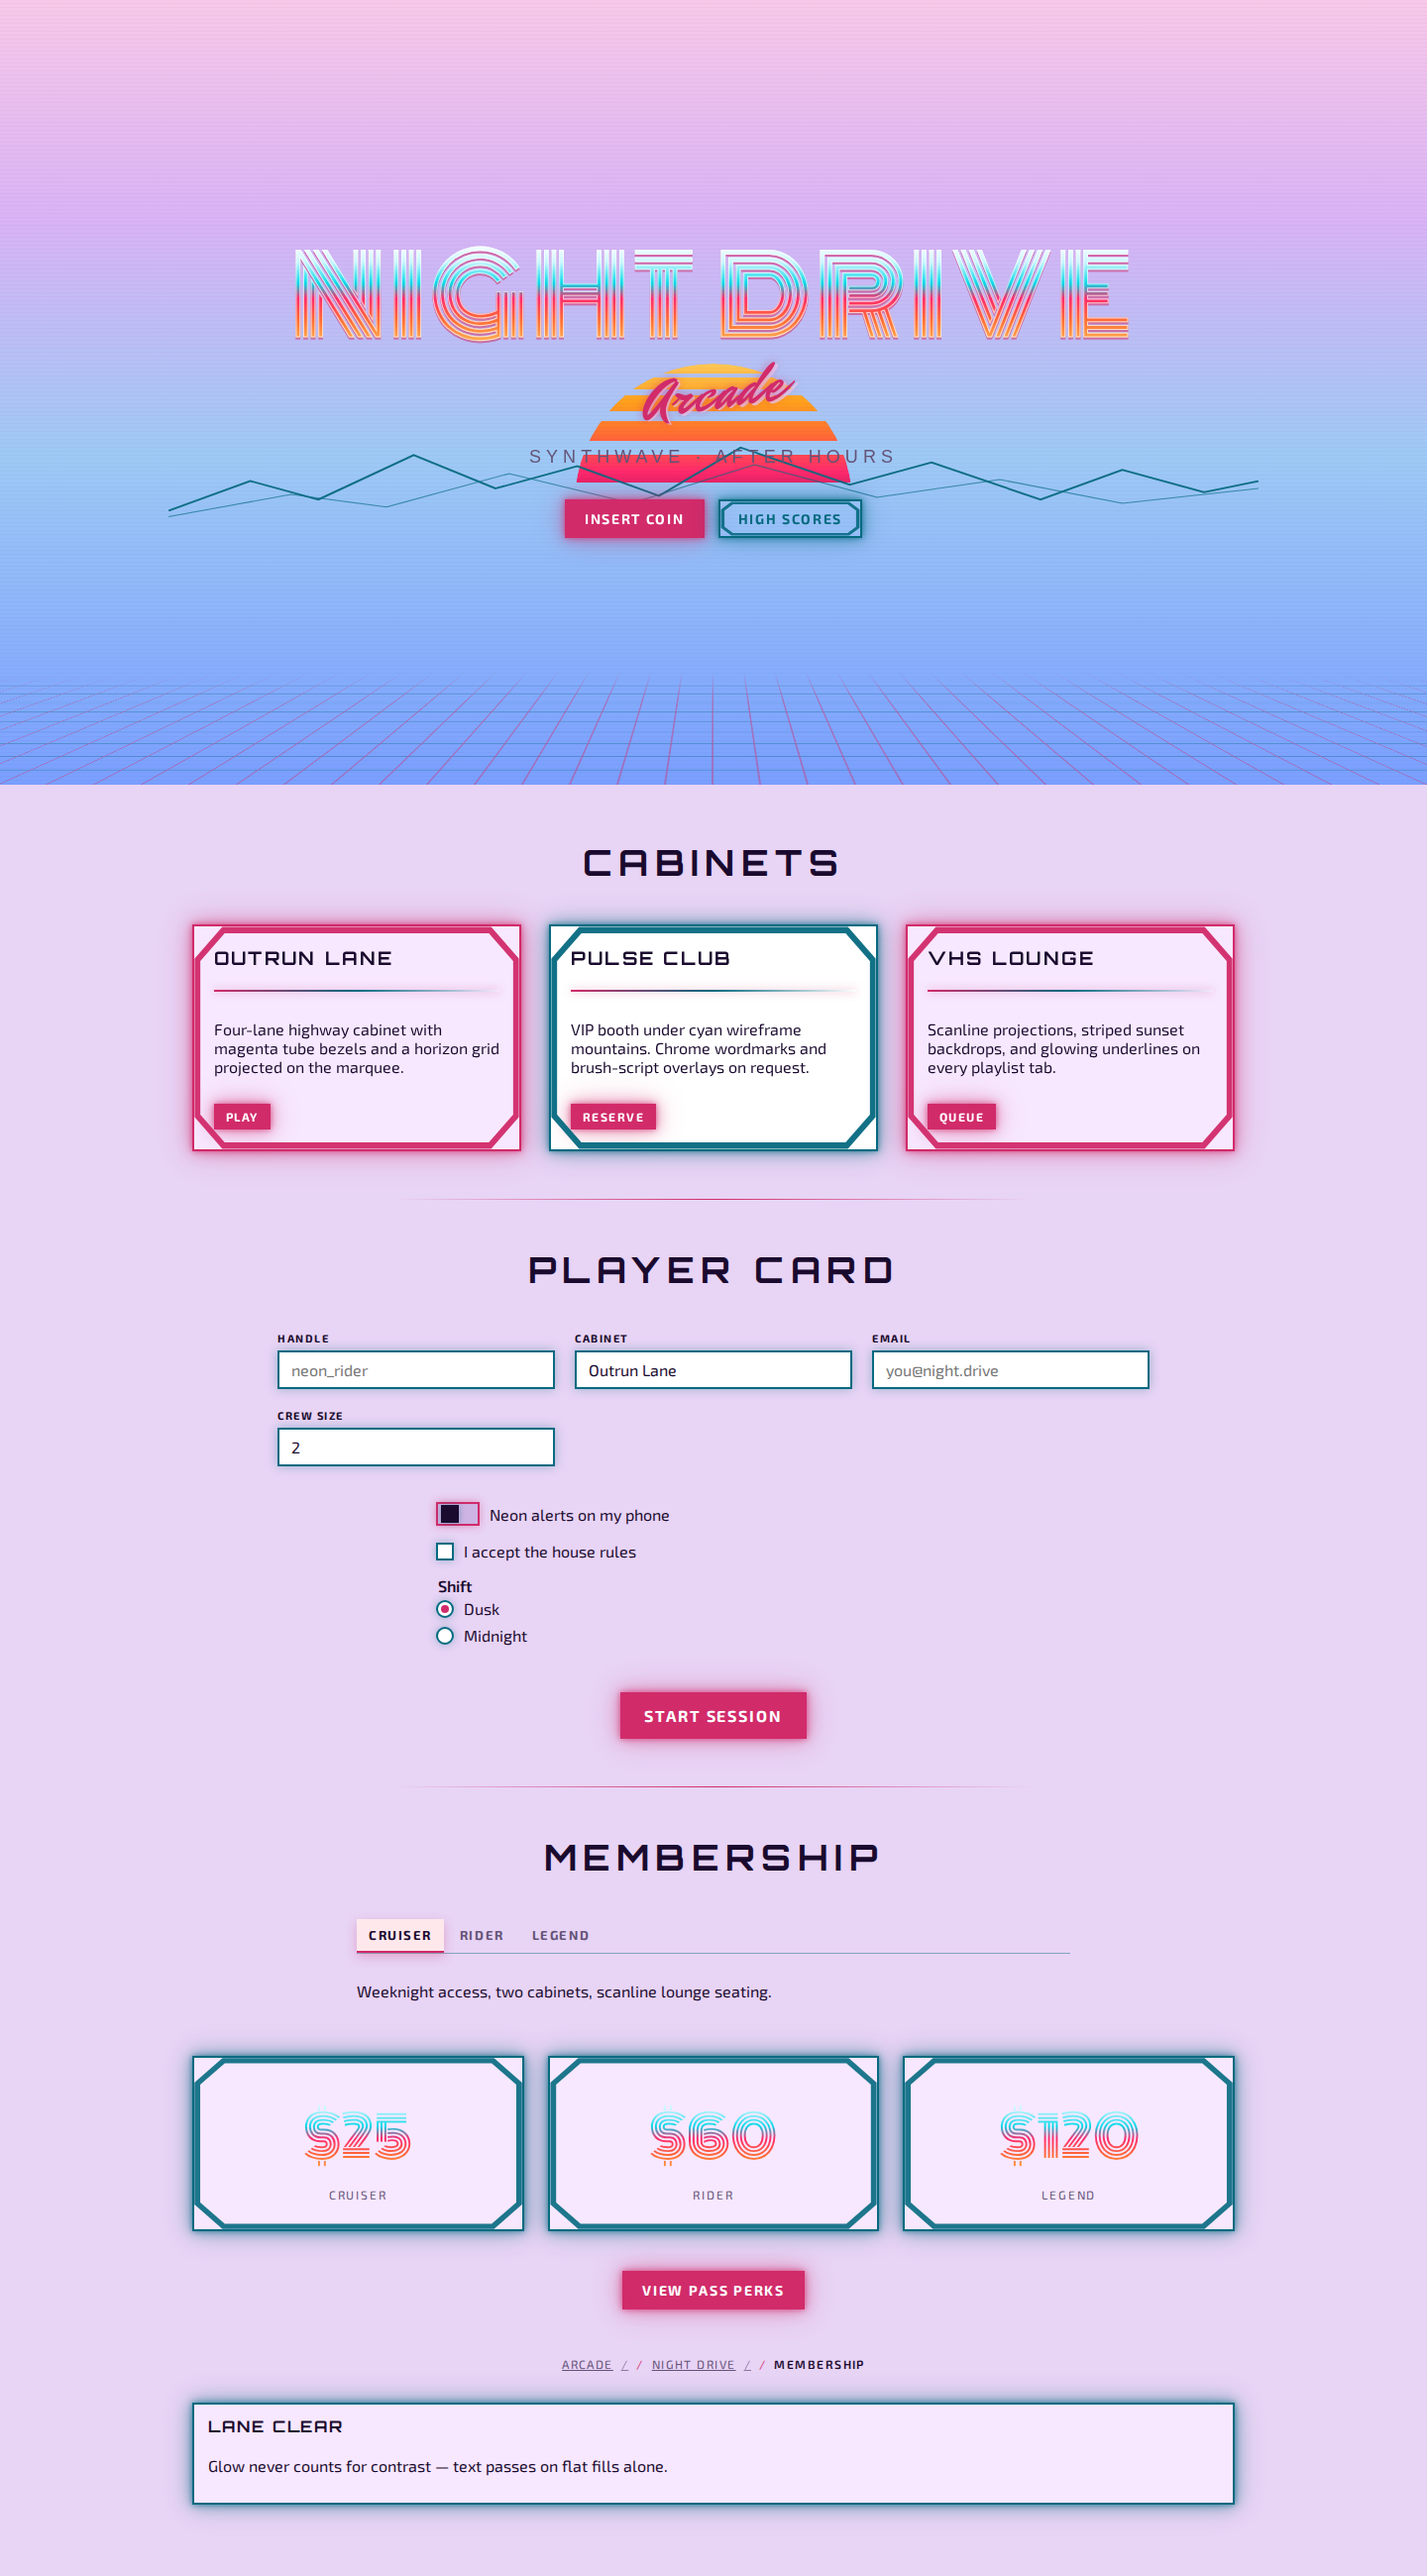 NIGHT DRIVE
Arcade
SYNTHWAVE · AFTER HOURS
INSERT COIN
HIGH SCORES
CABINETS
OUTRUN LANE
Four-lane highway cabinet with
magenta tube bezels and a horizon grid
projected on the marquee.
PLAY
PULSE CLUB
VIP booth under cyan wireframe
mountains. Chrome wordmarks and
brush-script overlays on request.
RESERVE
VHS LOUNGE
Scanline projections, striped sunset
backdrops, and glowing underlines on
every playlist tab.
QUEUE
PLAYER CARD
HANDLE
neon_rider
CABINET
Outrun Lane
EMAIL
you@night.drive
CREW SIZE
2
Neon alerts on my phone
I accept the house rules
Shift
Dusk
Midnight
START SESSION
MEMBERSHIP
CRUISER RIDER LEGEND
Weeknight access, two cabinets, scanline lounge seating.
$25
CRUISER
$60
RIDER
$120
LEGEND
VIEW PASS PERKS
ARCADE / / NIGHT DRIVE / / MEMBERSHIP
LANE CLEAR
Glow never counts for contrast — text passes on flat fills alone.